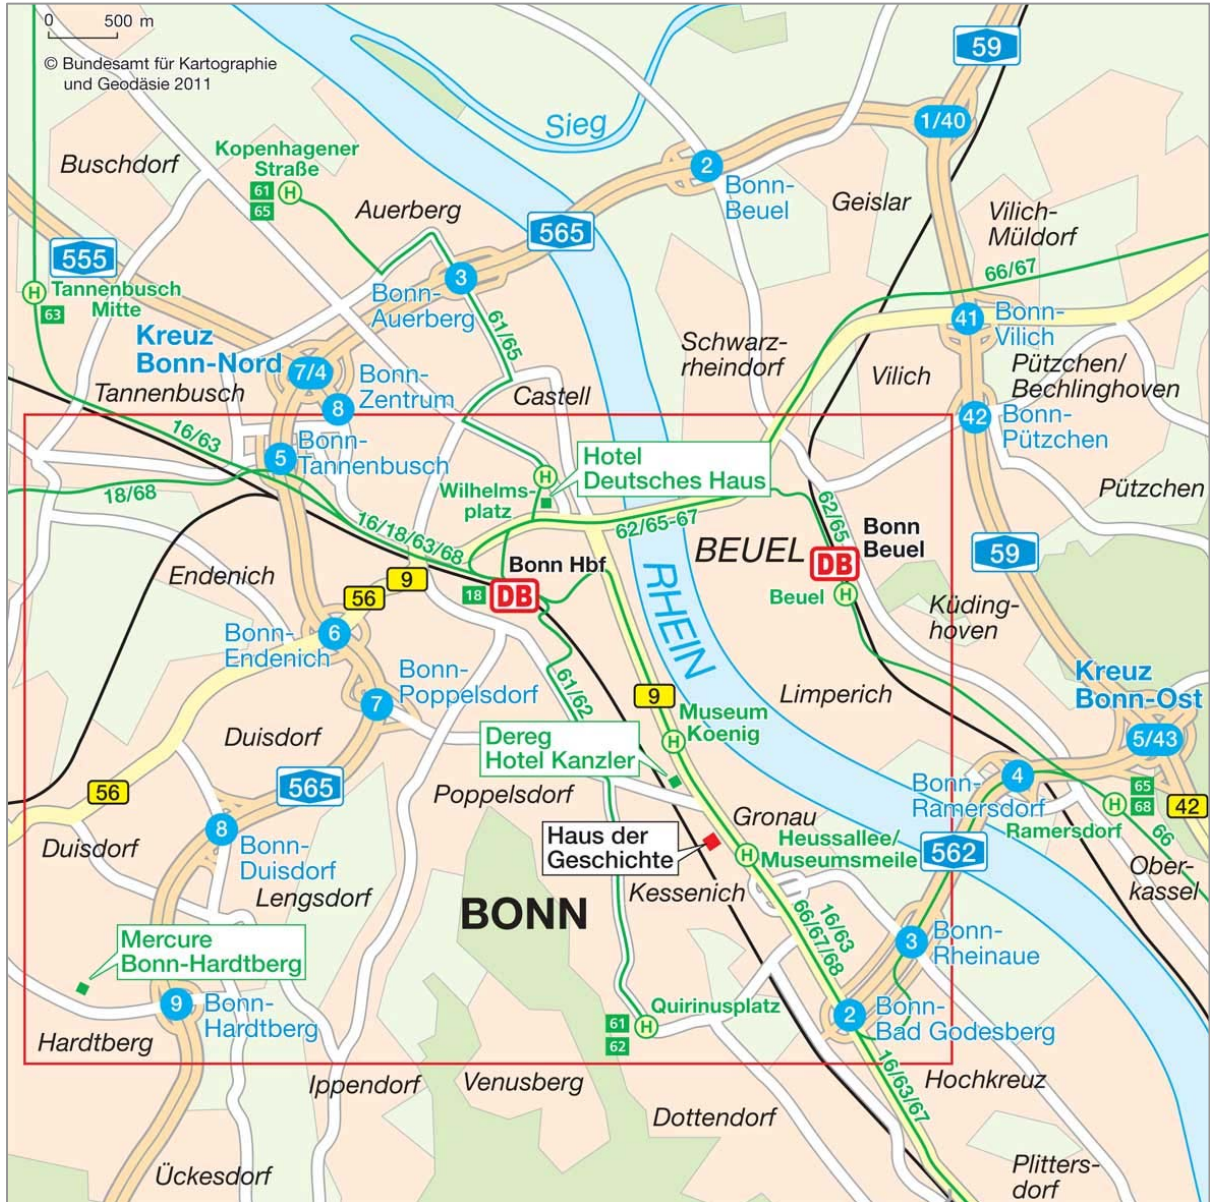 0 500 m
© Bundesamt für Kartographie
und Geodäsie 2011
59
1/40
Sieg
2
Bonn-
Beuel
Buschdorf
Kopenhagener
Straße
61
65
Auerberg
Geislar
Vilich-
Müldorf
565
555
Tannenbusch
Mitte
63
3
Bonn-
Auerberg
66/67
61/65
41
Bonn-
Vilich
Kreuz
Bonn-Nord
7/4
Bonn-
Zentrum
8
Tannenbusch
Castell
Schwarz-
rheindorf
Vilich
Pützchen/
Bechlinghoven
42
Bonn-
Pützchen
16/63
5
Bonn-
Tannenbusch
Hotel
Deutsches Haus
Wilhelms-
platz
Pützchen
18/68
16/18/63/68
62/65-67
62/65
BEUEL
Bonn
Beuel
DB
59
Endenich
Bonn Hbf
18
DB
9
56
RHEIN
Beuel
Küding-
hoven
6
Bonn-
Endenich
Bonn-
Poppelsdorf
7
61/62
9
Limperich
Kreuz
Bonn-Ost
5/43
Museum
Koenig
Duisdorf
Dereg
Hotel Kanzler
565
56
Poppelsdorf
4
Bonn-
Ramersdorf
65
68
42
Ramersdorf
66
Gronau
8
Bonn-
Duisdorf
Duisdorf
Haus der
Geschichte
Heussallee/
Museumsmeile
562
Ober-
kassel
Lengsdorf
Kessenich
BONN
16/63
66/67/68
3
Bonn-
Rheinaue
Mercure
Bonn-Hardtberg
9
Bonn-
Hardtberg
Quirinusplatz
61
62
2
Bonn-
Bad Godesberg
Hardtberg
16/63/67
Ippendorf
Venusberg
Hochkreuz
Dottendorf
Ückesdorf
Plitters-
dorf
H
H
H
H
H
H
H
H